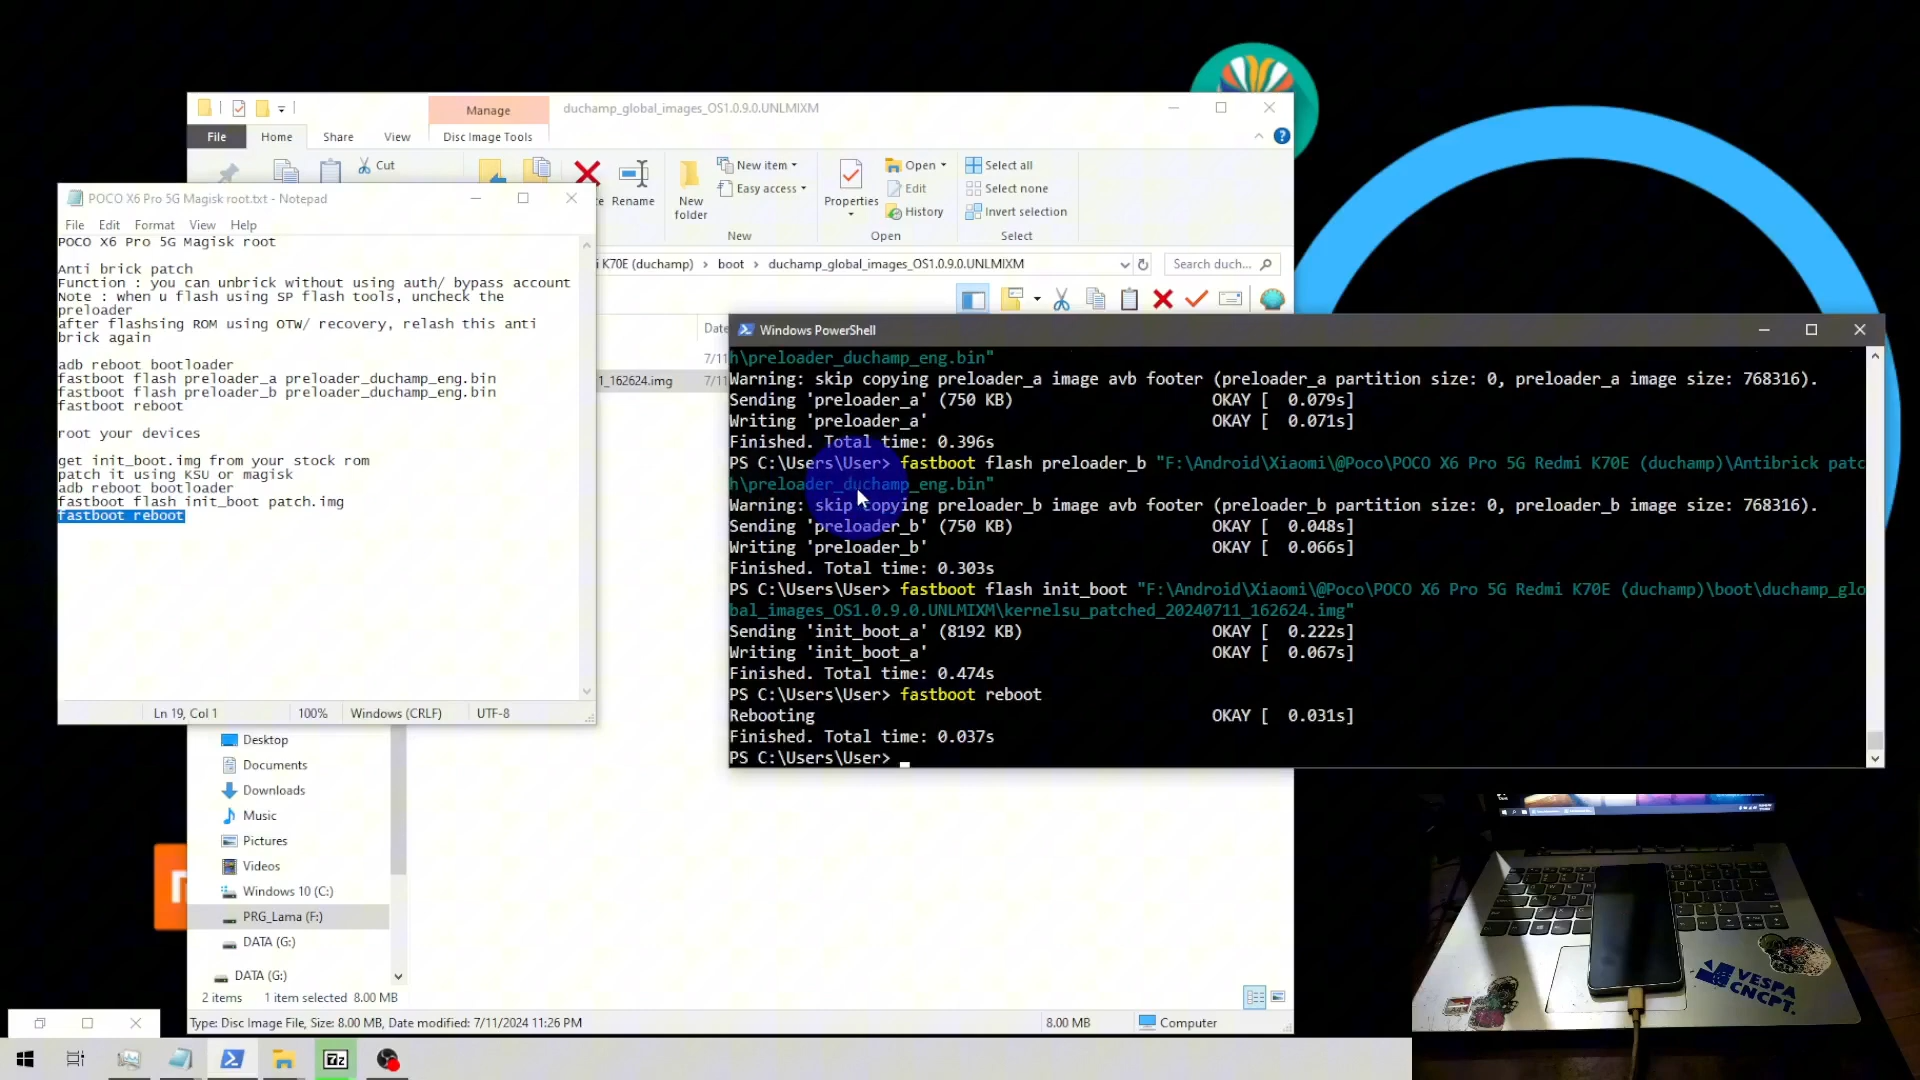 Manage
duchamp_global_images_OS1.0.9.0.UNLMIXM
File
Home
Share
View
Disc Image Tools
Cut
Rename
New folder
New item
Easy access
New
Properties
Open
Edit
History
Open
Select all
Select none
Invert selection
Select
K70E (duchamp) > boot > duchamp_global_images_OS1.0.9.0.UNLMIXM
Search duch...
Date
7/11
1_162624.img
7/11
POCO X6 Pro 5G Magisk root.txt - Notepad
File Edit Format View Help
POCO X6 Pro 5G Magisk root
Anti brick patch
Function : you can unbrick without using auth/ bypass account
Note : when u flash using SP flash tools, uncheck the
preloader
after flashsing ROM using OTW/ recovery, relash this anti
brick again
adb reboot bootloader
fastboot flash preloader_a preloader_duchamp_eng.bin
fastboot flash preloader_b preloader_duchamp_eng.bin
fastboot reboot
root your devices
get init_boot.img from your stock rom
patch it using KSU or magisk
adb reboot bootloader
fastboot flash init_boot patch.img
fastboot reboot
Ln 19, Col 1
100%
Windows (CRLF)
UTF-8
Windows PowerShell
h\preloader_duchamp_eng.bin"
Warning: skip copying preloader_a image avb footer (preloader_a partition size: 0, preloader_a image size: 768316).
Sending 'preloader_a' (750 KB) OKAY [ 0.079s]
Writing 'preloader_a' OKAY [ 0.071s]
Finished. Total time: 0.396s
PS C:\Users\User> fastboot flash preloader_b "F:\Android\Xiaomi\@Poco\POCO X6 Pro 5G Redmi K70E (duchamp)\Antibrick patc
h\preloader_duchamp_eng.bin"
Warning: skip copying preloader_b image avb footer (preloader_b partition size: 0, preloader_b image size: 768316).
Sending 'preloader_b' (750 KB) OKAY [ 0.048s]
Writing 'preloader_b' OKAY [ 0.066s]
Finished. Total time: 0.303s
PS C:\Users\User> fastboot flash init_boot "F:\Android\Xiaomi\@Poco\POCO X6 Pro 5G Redmi K70E (duchamp)\boot\duchamp_glo
bal_images_OS1.0.9.0.UNLMIXM\kernelsu_patched_20240711_162624.img"
Sending 'init_boot_a' (8192 KB) OKAY [ 0.222s]
Writing 'init_boot_a' OKAY [ 0.067s]
Finished. Total time: 0.474s
PS C:\Users\User> fastboot reboot
Rebooting OKAY [ 0.031s]
Finished. Total time: 0.037s
PS C:\Users\User>
Desktop
Documents
Downloads
Music
Pictures
Videos
Windows 10 (C:)
PRG_Lama (F:)
DATA (G:)
DATA (G:)
2 items 1 item selected 8.00 MB
Type: Disc Image File, Size: 8.00 MB, Date modified: 7/11/2024 11:26 PM
8.00 MB
Computer
VESPA
CNCPT.
7z